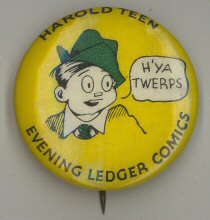 HAROLD TEEN
H'YA
TWERPS
EVENING LEDGER COMICS